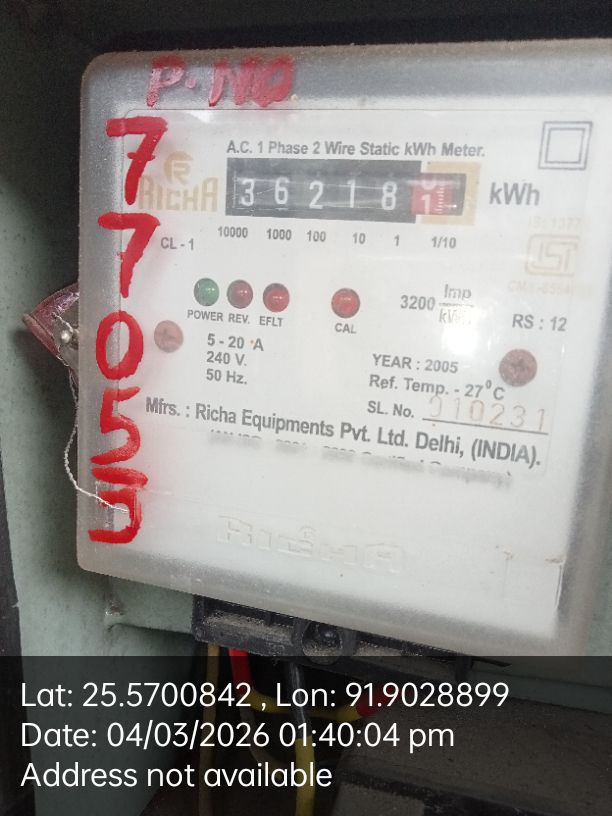 P. NO
77059
A.C. 1 Phase 2 Wire Static kWh Meter.
RICHA
3 6 2 1 8 1 kWh
10000 1000 100 10 1 1/10
CL - 1
POWER REV. EFLT
CAL
3200 Imp
kWh
RS : 12
5 - 20 A
240 V.
50 Hz.
YEAR : 2005
Ref. Temp. - 27°C
SL. No. 010231
Mfrs. : Richa Equipments Pvt. Ltd. Delhi, (INDIA).
RICHA
Lat: 25.5700842 , Lon: 91.9028899
Date: 04/03/2026 01:40:04 pm
Address not available